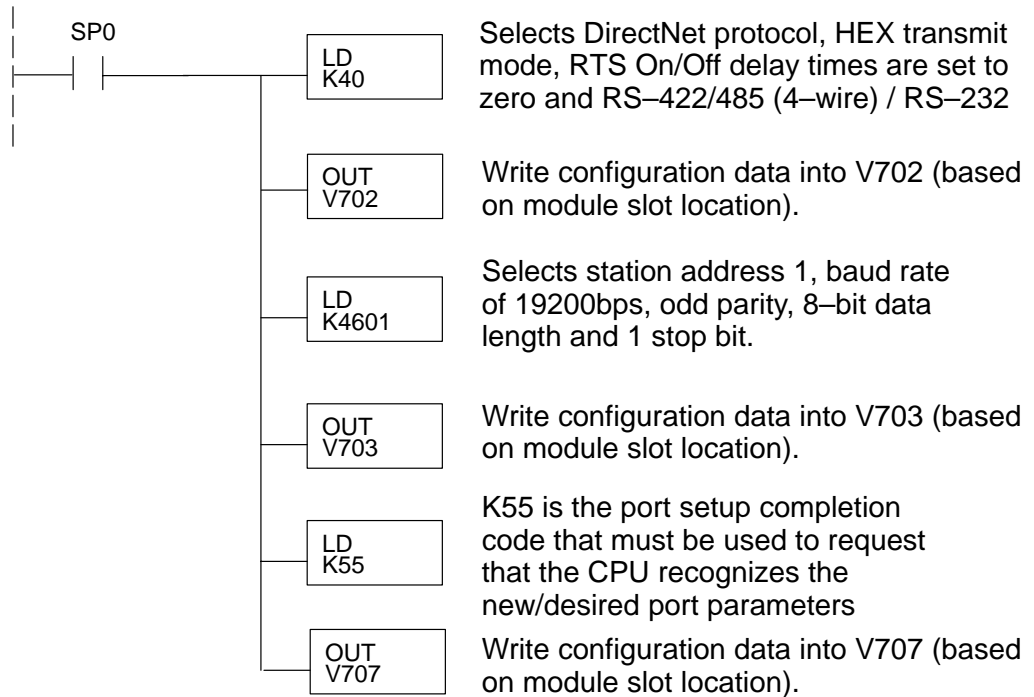 SP0
LD
K40
Selects DirectNet protocol, HEX transmit
mode, RTS On/Off delay times are set to
zero and RS–422/485 (4–wire) / RS–232
OUT
V702
Write configuration data into V702 (based
on module slot location).
LD
K4601
Selects station address 1, baud rate
of 19200bps, odd parity, 8–bit data
length and 1 stop bit.
OUT
V703
Write configuration data into V703 (based
on module slot location).
LD
K55
K55 is the port setup completion
code that must be used to request
that the CPU recognizes the
new/desired port parameters
OUT
V707
Write configuration data into V707 (based
on module slot location).